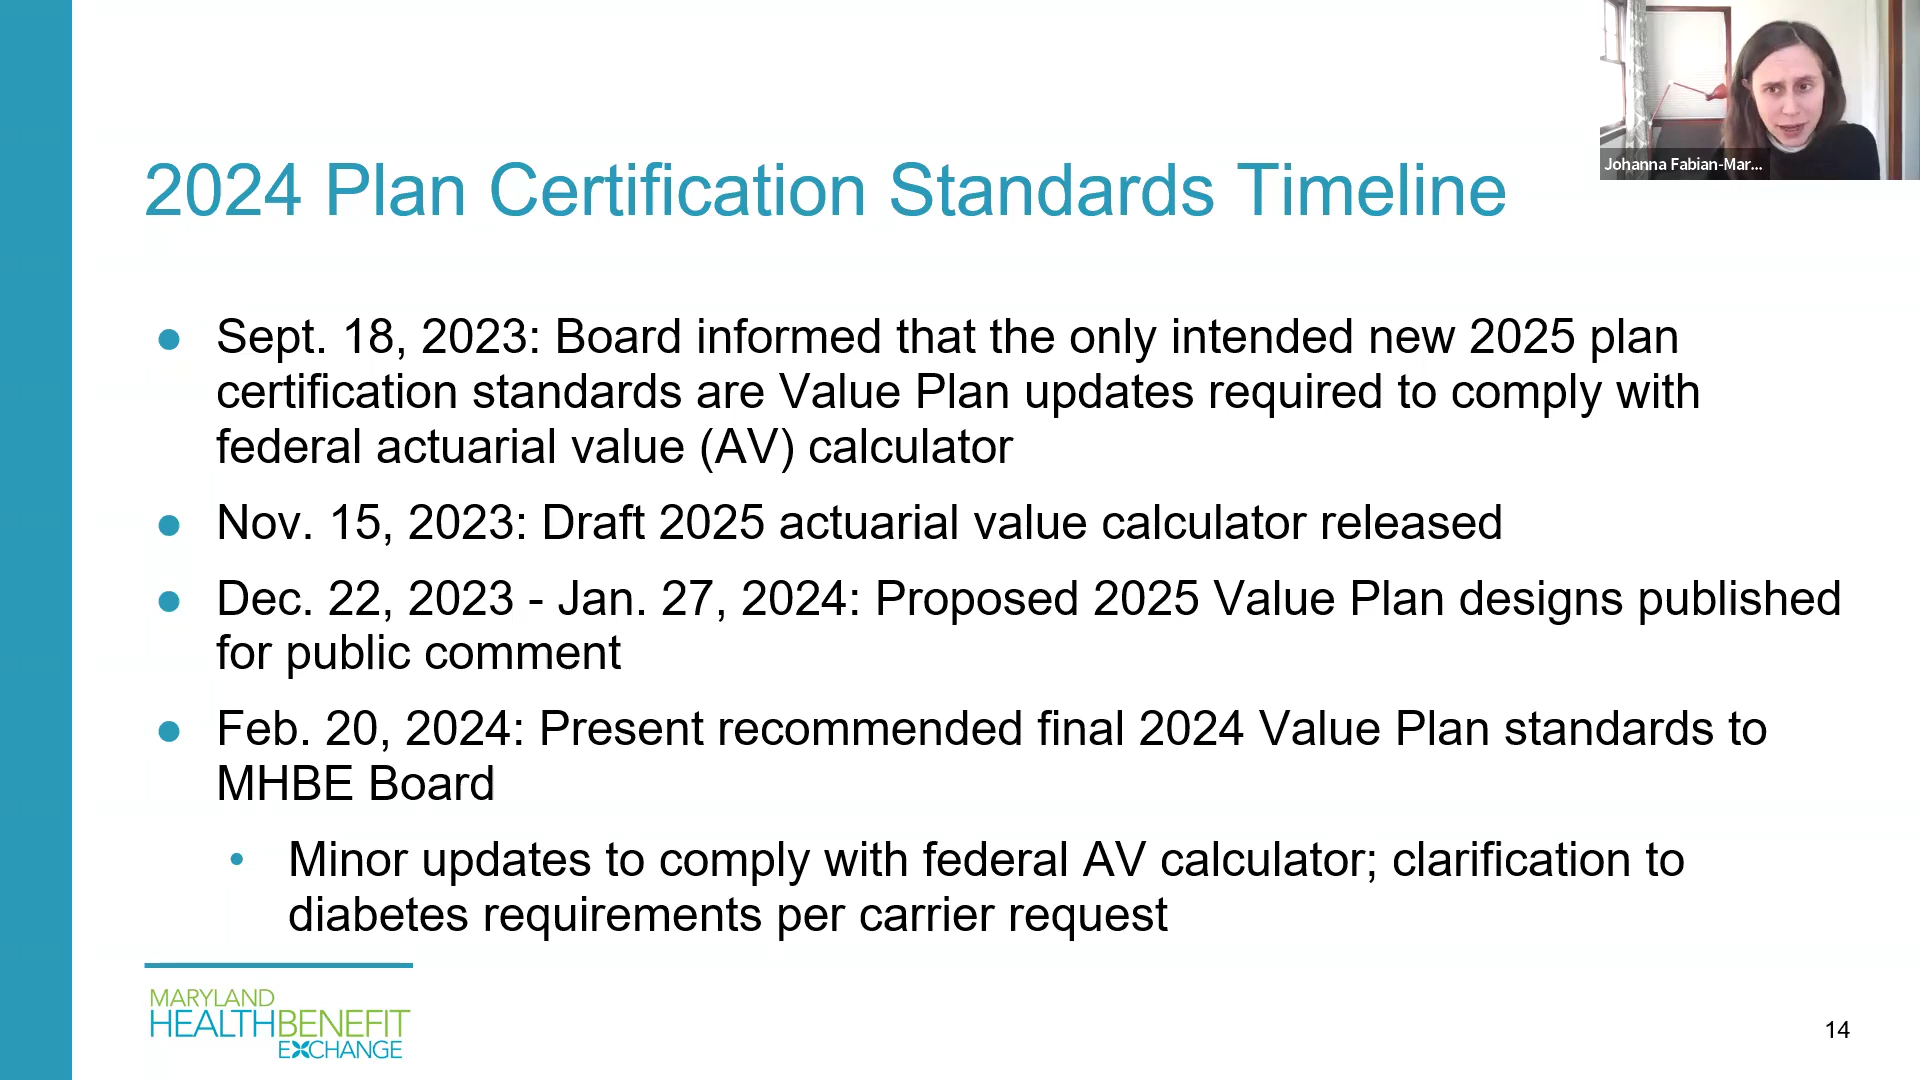 Johanna Fabian-Mar...
2024 Plan Certification Standards Timeline
● Sept. 18, 2023: Board informed that the only intended new 2025 plan
certification standards are Value Plan updates required to comply with
federal actuarial value (AV) calculator
● Nov. 15, 2023: Draft 2025 actuarial value calculator released
● Dec. 22, 2023 - Jan. 27, 2024: Proposed 2025 Value Plan designs published
for public comment
● Feb. 20, 2024: Present recommended final 2024 Value Plan standards to
MHBE Board
• Minor updates to comply with federal AV calculator; clarification to
diabetes requirements per carrier request
MARYLAND
HEALTHBENEFIT
EXCHANGE
14